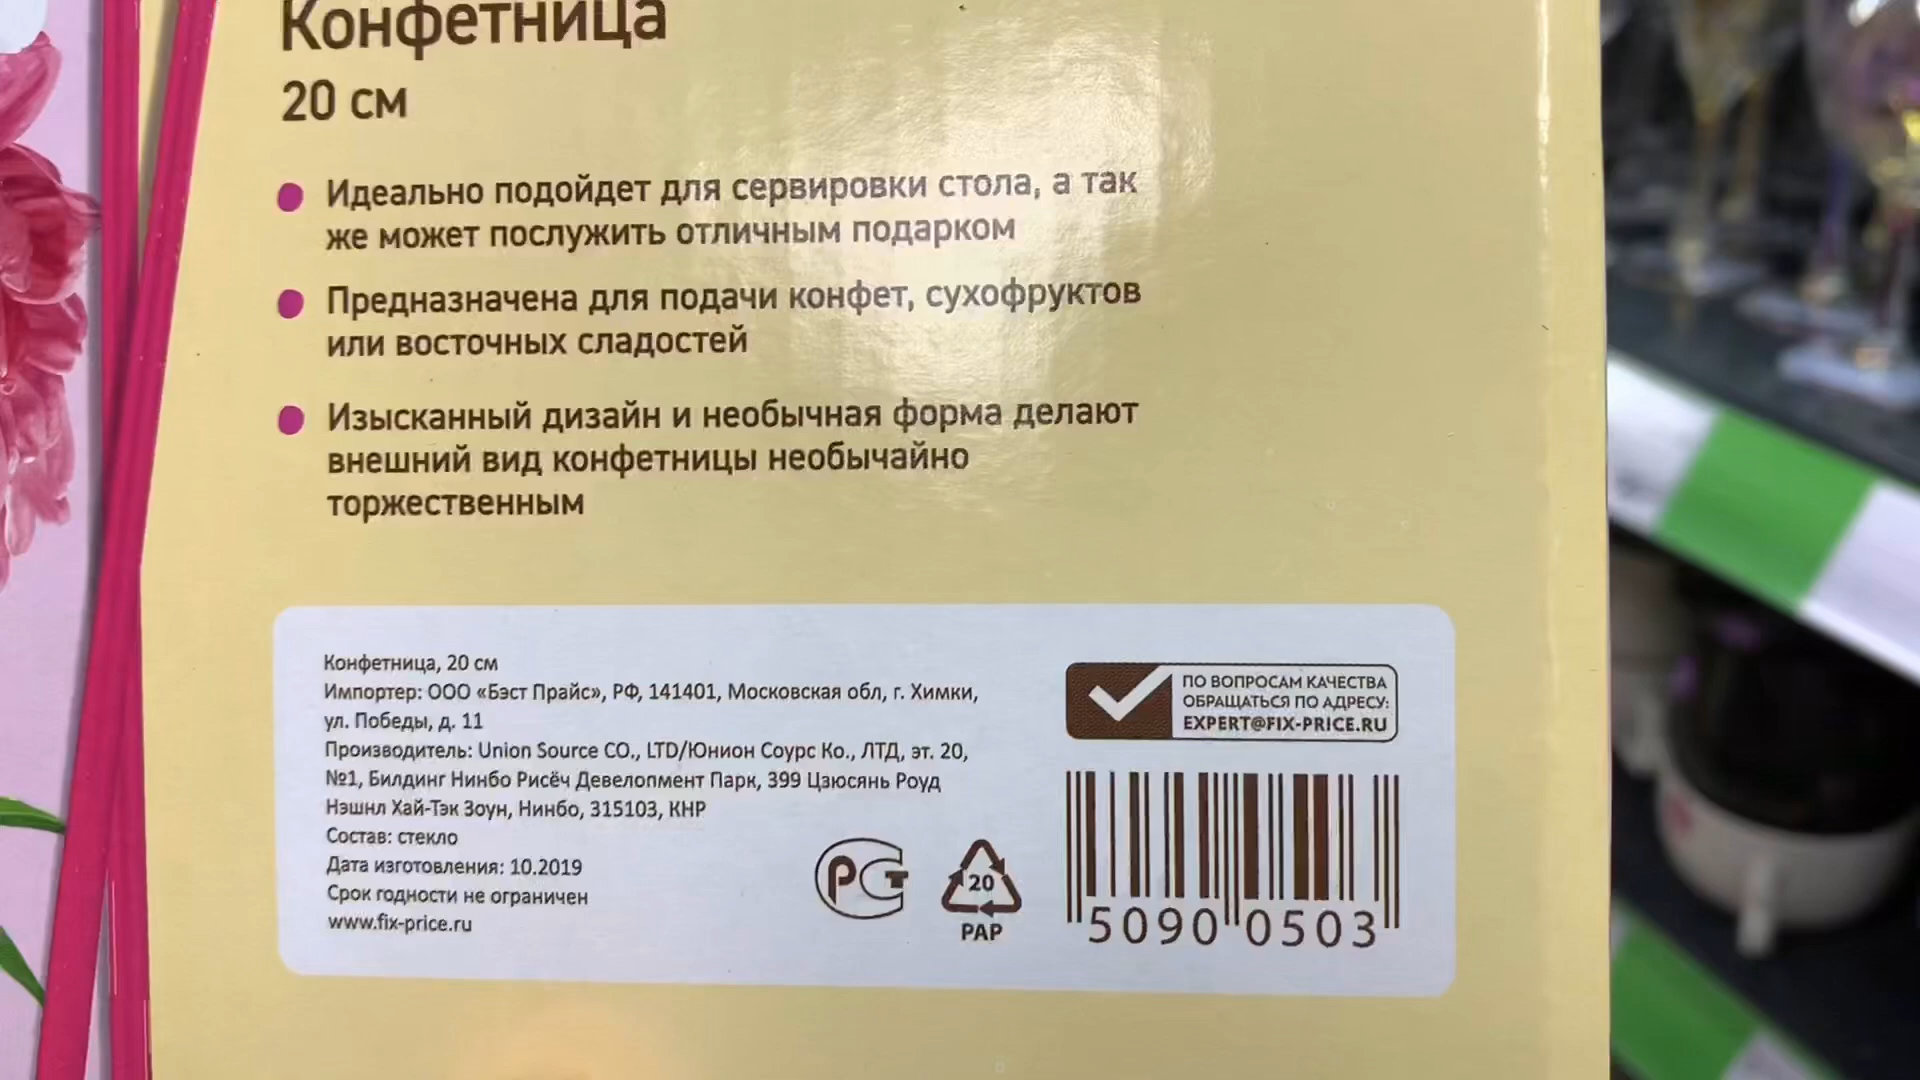 Конфетница
20 см
Идеально подойдет для сервировки стола, а так
же может послужить отличным подарком
Предназначена для подачи конфет, сухофруктов
или восточных сладостей
Изысканный дизайн и необычная форма делают
внешний вид конфетницы необычайно
торжественным
Конфетница, 20 см
Импортер: ООО «Бэст Прайс», РФ, 141401, Московская обл, г. Химки,
ул. Победы, д. 11
Производитель: Union Source CO., LTD/Юнион Соурс Ко., ЛТД, эт. 20,
№1, Билдинг Нинбо Рисёч Девелопмент Парк, 399 Цзюсянь Роуд
Нэшнл Хай-Тэк Зоун, Нинбо, 315103, КНР
Состав: стекло
Дата изготовления: 10.2019
Срок годности не ограничен
www.fix-price.ru
РСТ
20
PAP
ПО ВОПРОСАМ КАЧЕСТВА
ОБРАЩАТЬСЯ ПО АДРЕСУ:
EXPERT@FIX-PRICE.RU
5090 0503